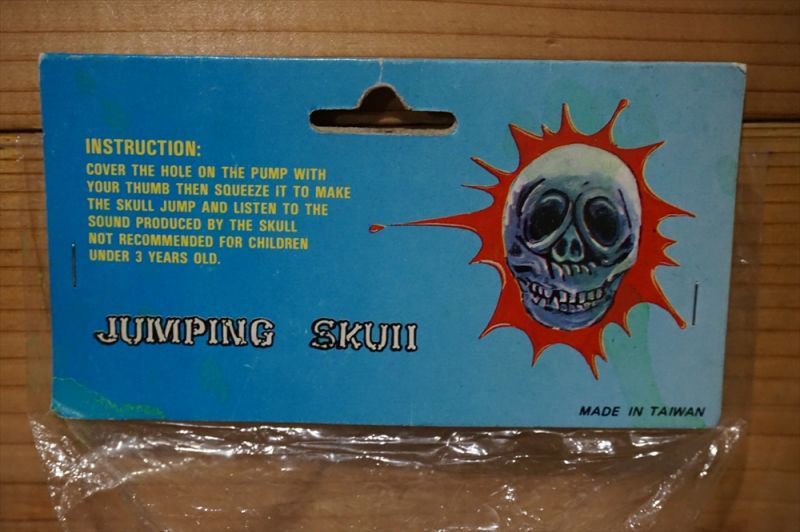 INSTRUCTION:
COVER THE HOLE ON THE PUMP WITH
YOUR THUMB THEN SQUEEZE IT TO MAKE
THE SKULL JUMP AND LISTEN TO THE
SOUND PRODUCED BY THE SKULL
NOT RECOMMENDED FOR CHILDREN
UNDER 3 YEARS OLD.
JUMPING SKUll
MADE IN TAIWAN